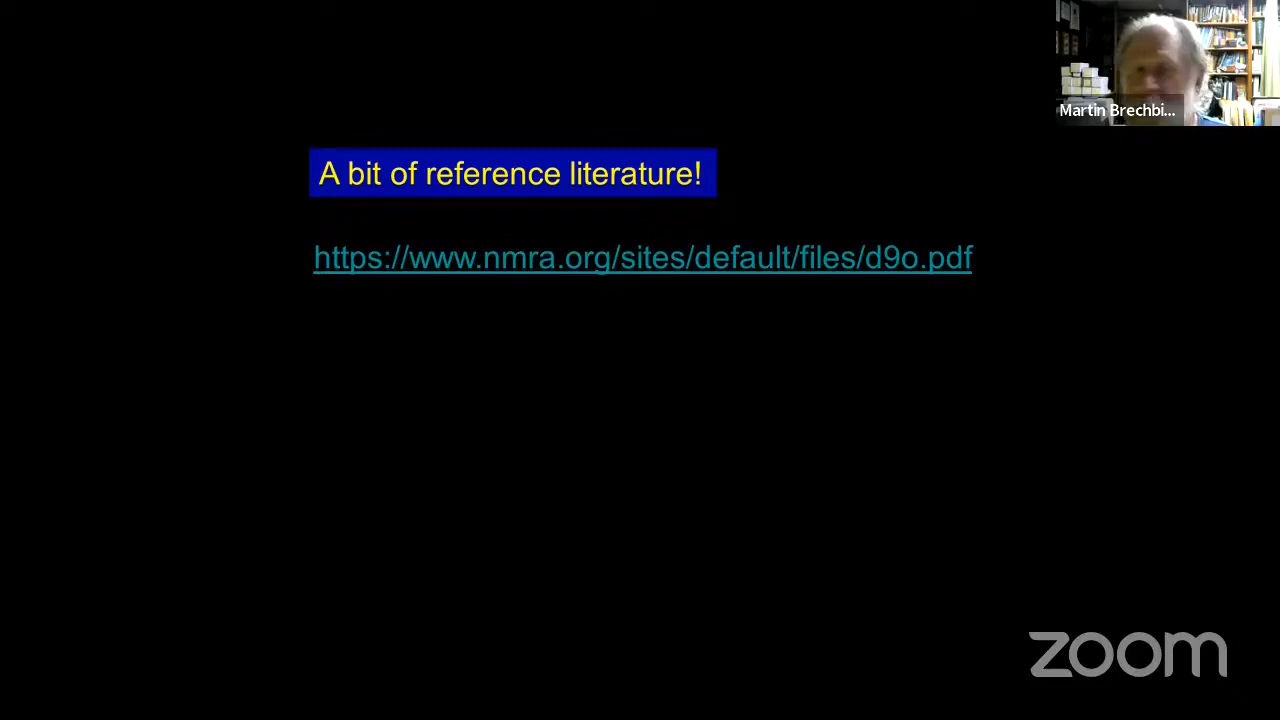 Martin Brechbi...
A bit of reference literature!
https://www.nmra.org/sites/default/files/d9o.pdf
zoom